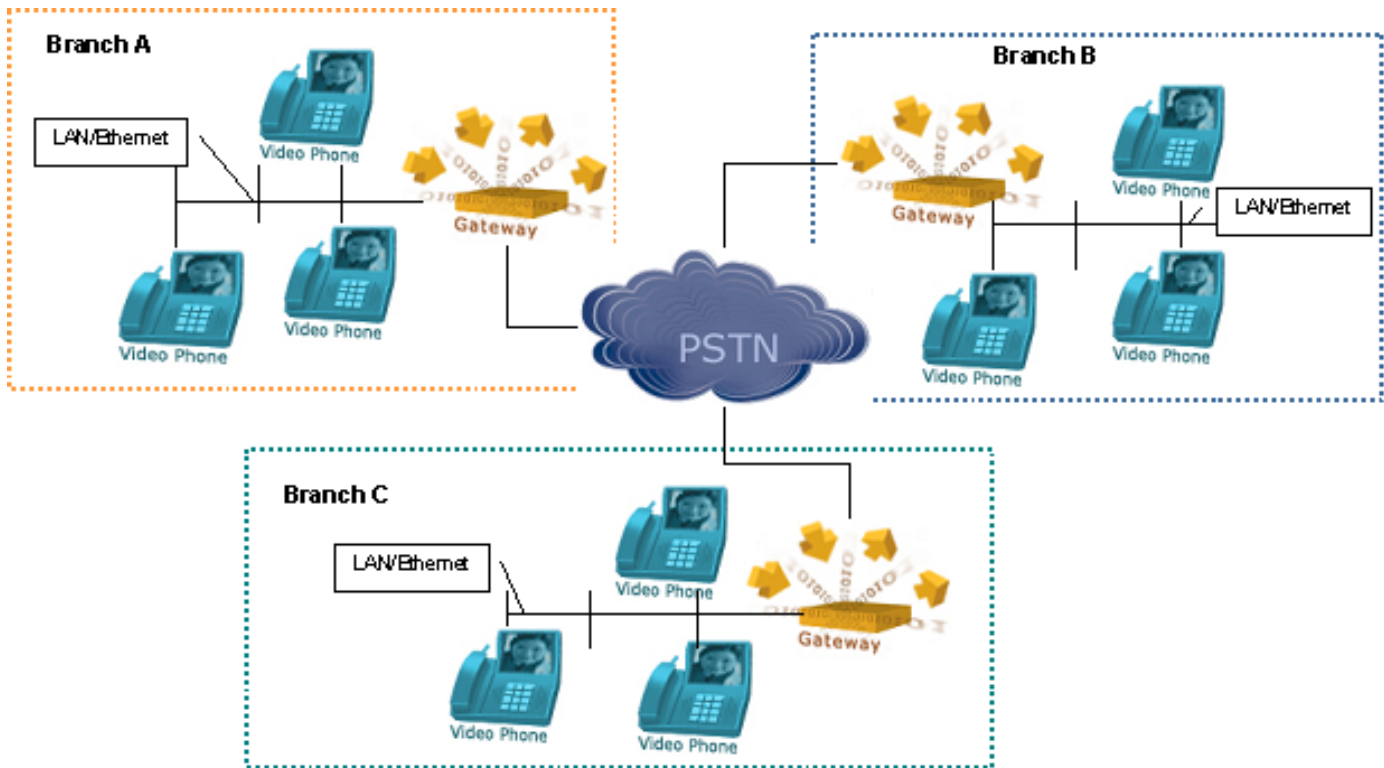 Branch A
LAN/Ethernet
Video Phone
Gateway
Video Phone
Video Phone
Branch B
Video Phone
LAN/Ethernet
Gateway
Video Phone
Video Phone
PSTN
Branch C
LAN/Ethernet
Video Phone
Gateway
Video Phone
Video Phone